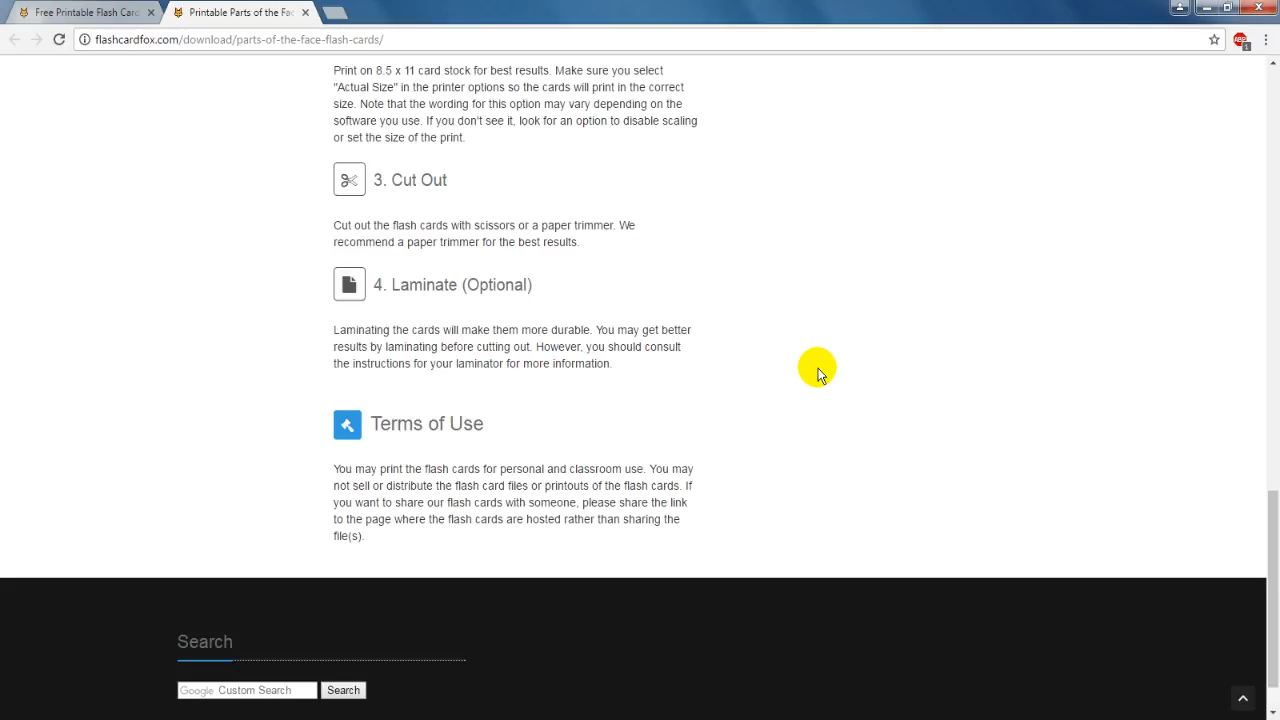 Free Printable Flash Card
Printable Parts of the Fac
flashcardfox.com/download/parts-of-the-face-flash-cards/
ABP
1
Print on 8.5 x 11 card stock for best results. Make sure you select
"Actual Size" in the printer options so the cards will print in the correct
size. Note that the wording for this option may vary depending on the
software you use. If you don't see it, look for an option to disable scaling
or set the size of the print.
3. Cut Out
Cut out the flash cards with scissors or a paper trimmer. We
recommend a paper trimmer for the best results.
4. Laminate (Optional)
Laminating the cards will make them more durable. You may get better
results by laminating before cutting out. However, you should consult
the instructions for your laminator for more information.
Terms of Use
You may print the flash cards for personal and classroom use. You may
not sell or distribute the flash card files or printouts of the flash cards. If
you want to share our flash cards with someone, please share the link
to the page where the flash cards are hosted rather than sharing the
file(s).
Search
Google Custom Search Search